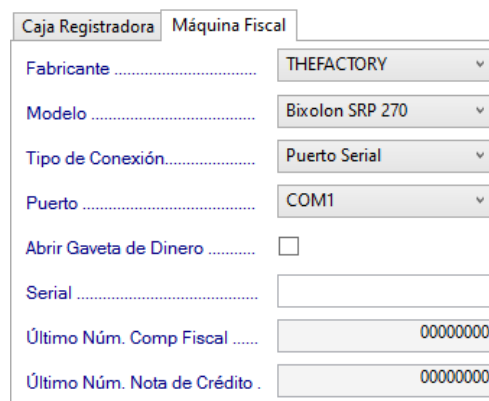 Caja Registradora Máquina Fiscal
Fabricante ................................. THEFACTORY
Modelo ...................................... Bixolon SRP 270
Tipo de Conexión..................... Puerto Serial
Puerto ........................................ COM1
Abrir Gaveta de Dinero ...........
Serial ..........................................
Último Núm. Comp Fiscal ...... 00000000
Último Núm. Nota de Crédito . 00000000